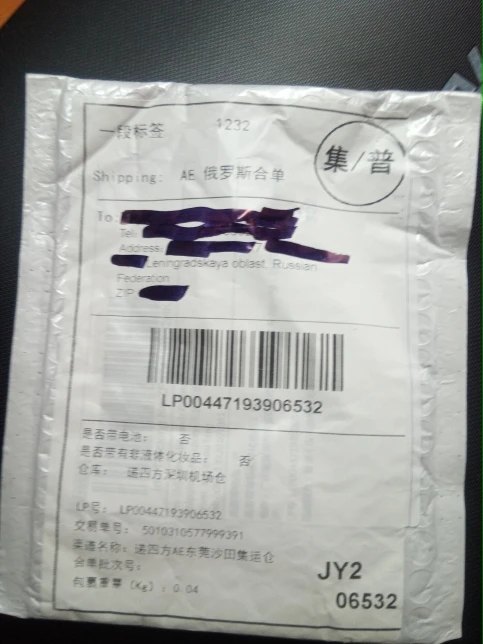 一段标签 1232
集/普
Shipping: AE 俄罗斯合单
To:
Tel:
Address:
Leningradskaya oblast, Russian
Federation
ZIP
LP00447193906532
是否带电池: 否
是否带有非液体化妆品: 否
仓库: 递四方深圳机场仓
LP号: LP00447193906532
交易单号: 5010310577999391
渠道名称: 递四方AE东莞沙田集运仓
合单批次号:
包裹重量 (Kg): 0.04
JY2
06532